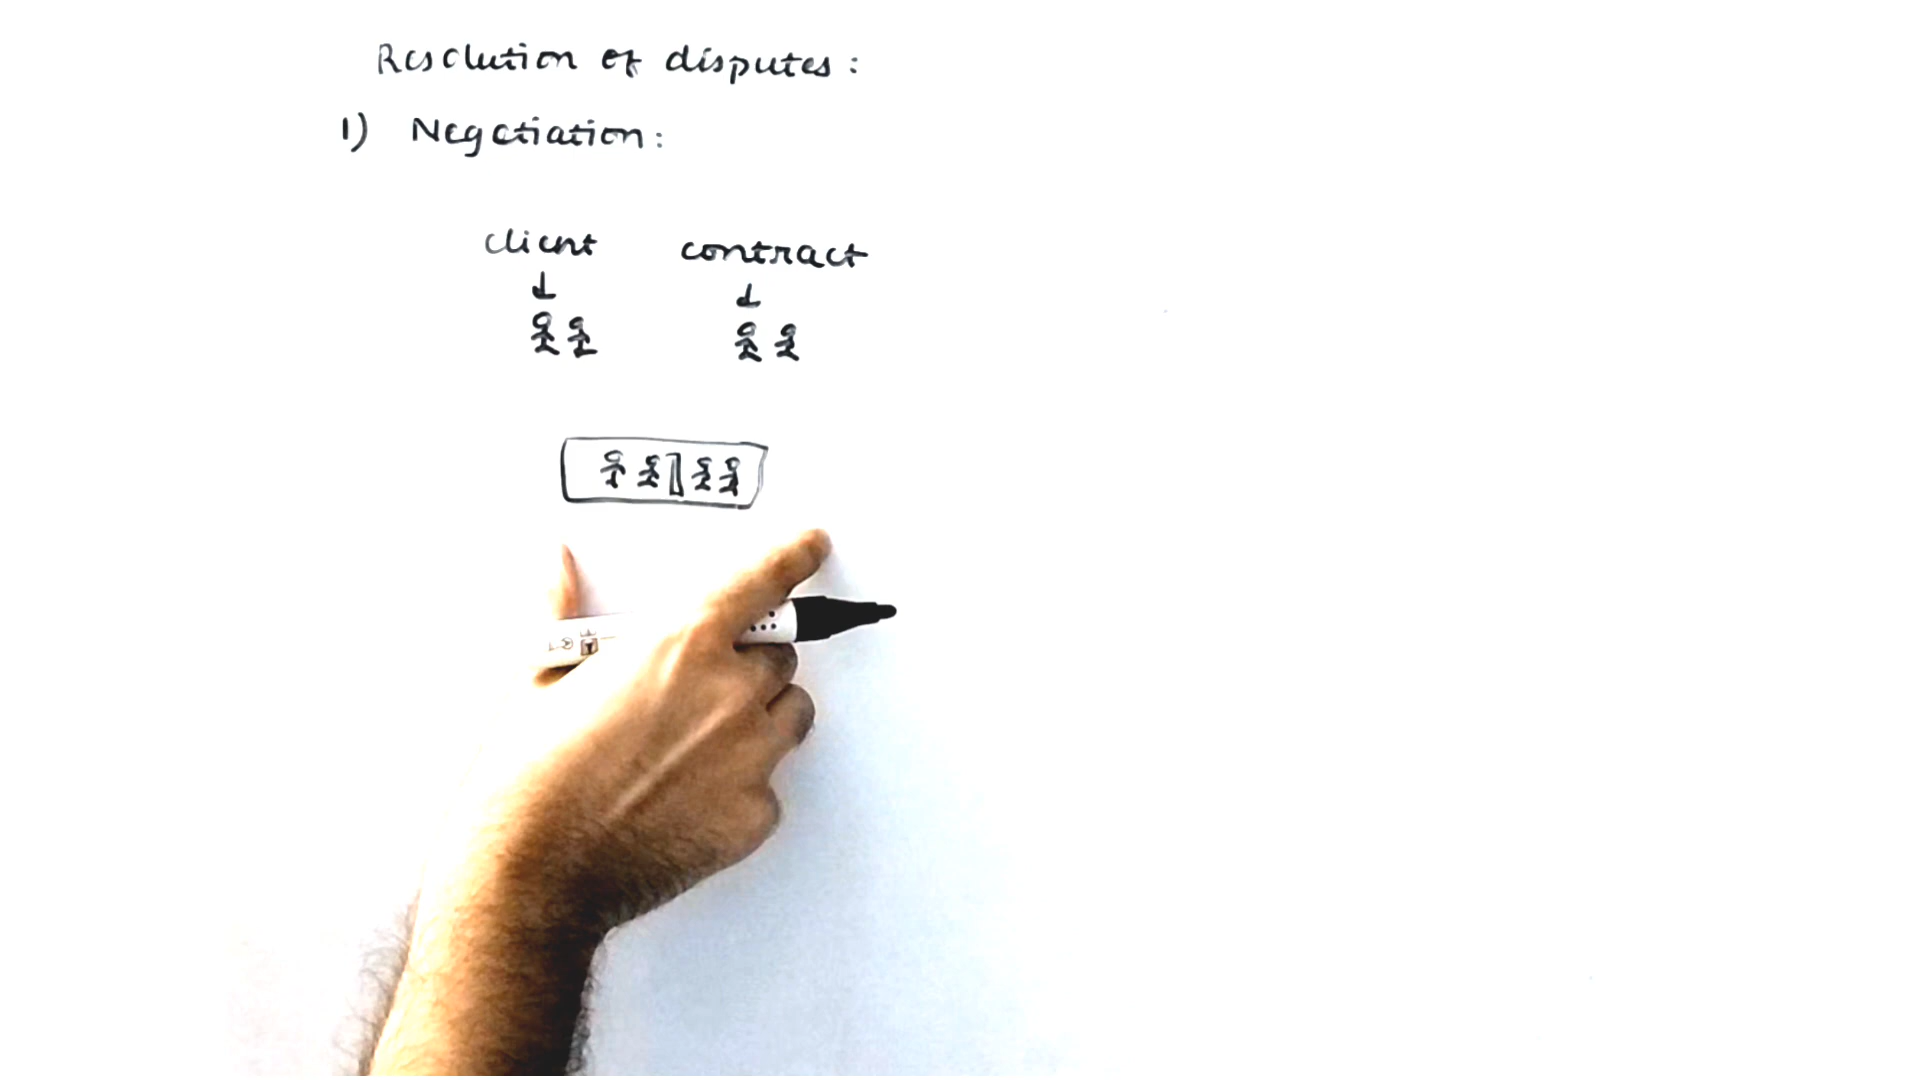 Resolution of disputes :
1) Negotiation :
client contract